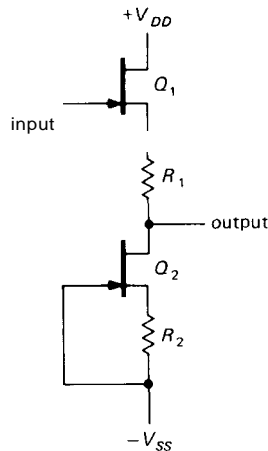 +V_DD
Q_1
input
R_1
output
Q_2
R_2
−V_SS